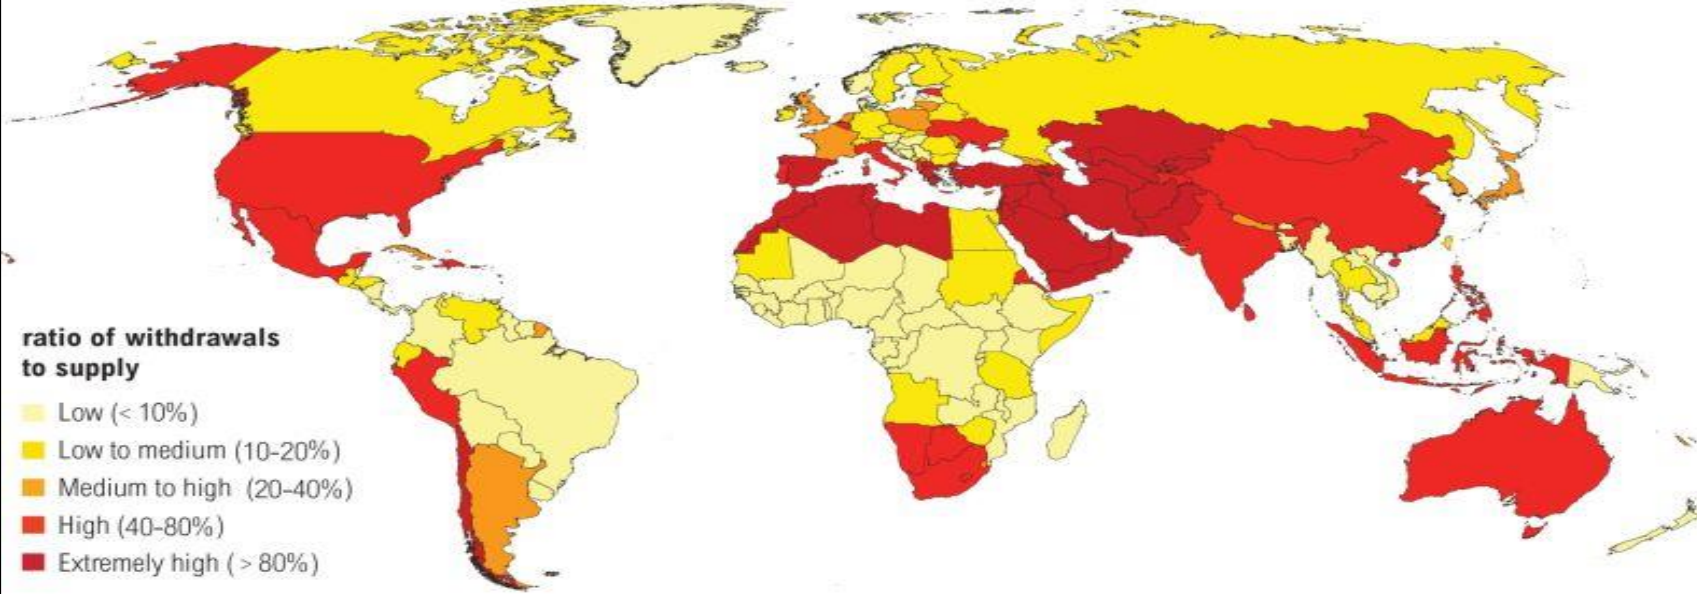 ratio of withdrawals
to supply
Low (< 10%)
Low to medium (10-20%)
Medium to high (20-40%)
High (40-80%)
Extremely high ( > 80%)